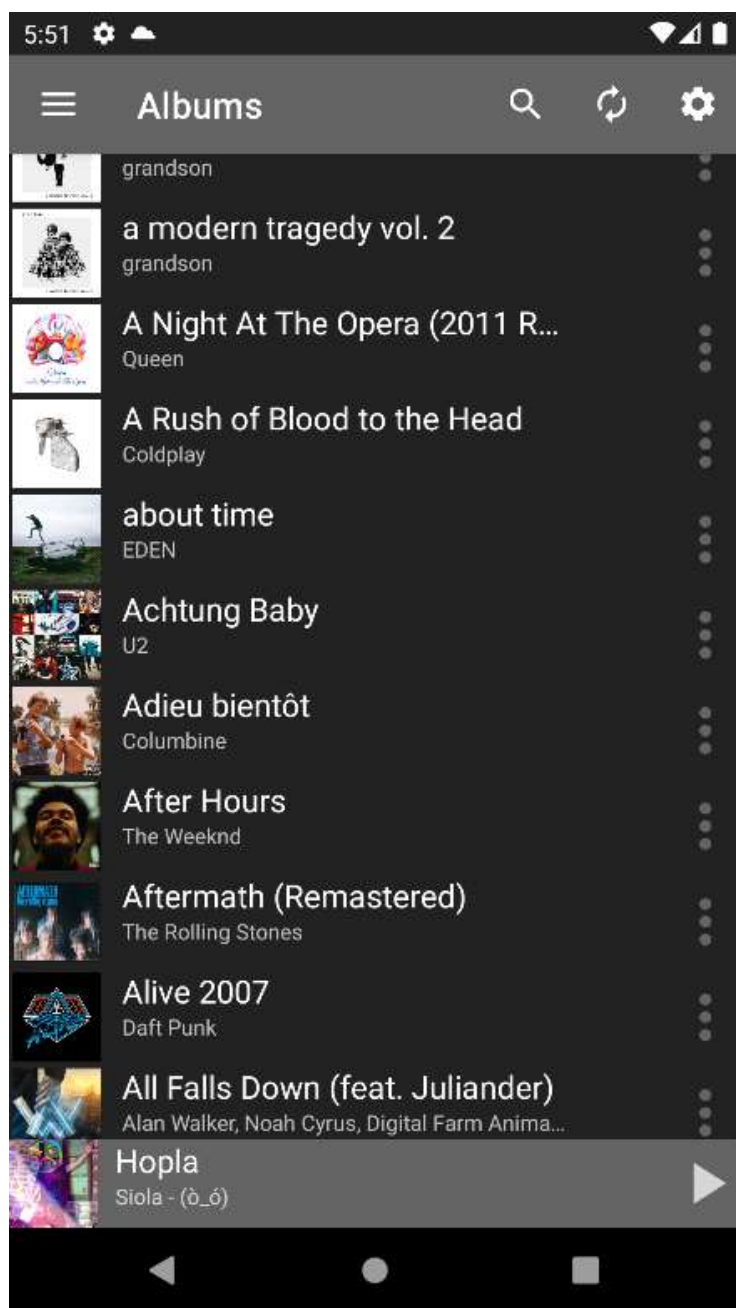 5:51
Albums
grandson
a modern tragedy vol. 2
grandson
A Night At The Opera (2011 R...
Queen
A Rush of Blood to the Head
Coldplay
about time
EDEN
Achtung Baby
U2
Adieu bientôt
Columbine
After Hours
The Weeknd
AFTERMATH
Aftermath (Remastered)
The Rolling Stones
Alive 2007
Daft Punk
All Falls Down (feat. Juliander)
Alan Walker, Noah Cyrus, Digital Farm Anima...
Hopla
Siola - (ò_ó)